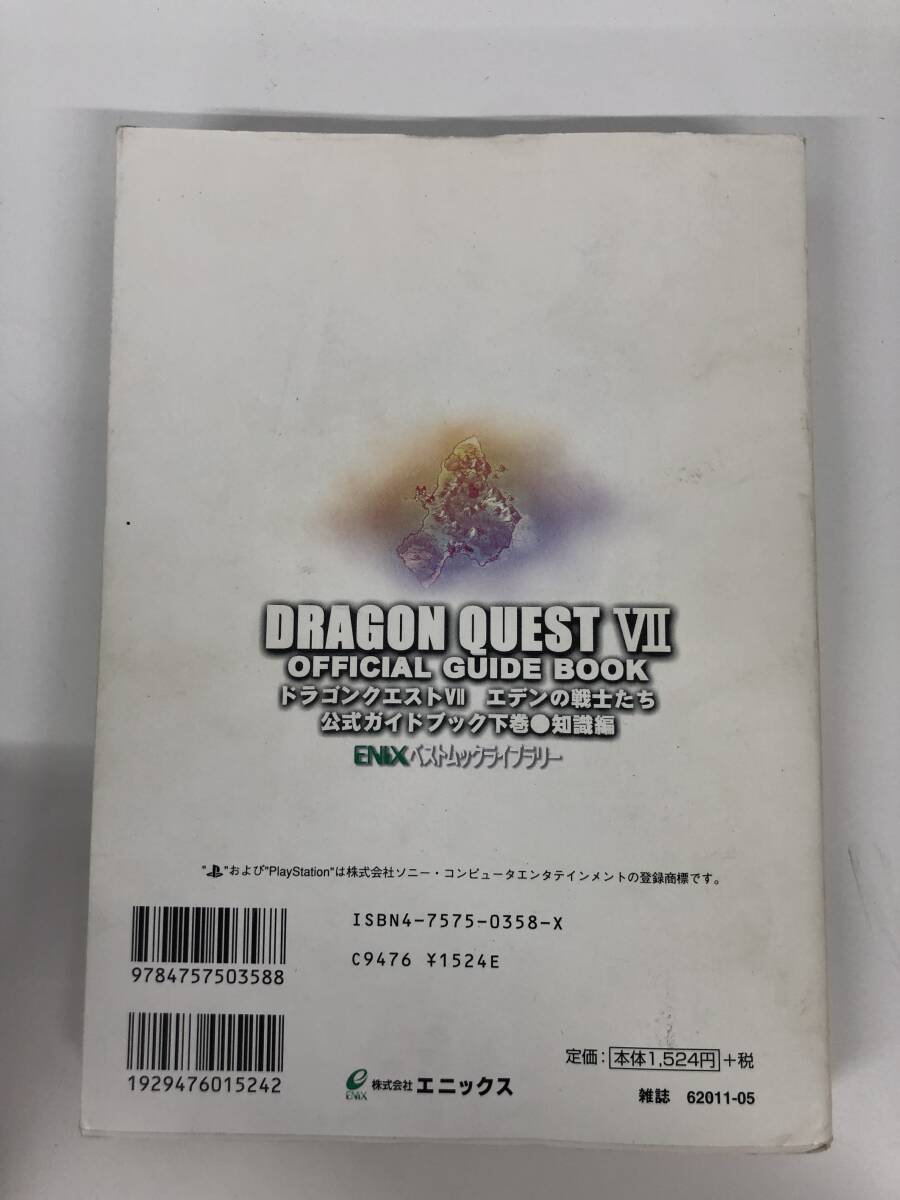 DRAGON QUEST VII
OFFICIAL GUIDE BOOK
ドラゴンクエストVII エデンの戦士たち
公式ガイドブック下巻●知識編
ENIXベストムックライブラリー
""および"PlayStation"は株式会社ソニー・コンピュータエンタテインメントの登録商標です。
ISBN4-7575-0358-X
C9476 ¥1524E
9784757503588
1929476015242
ENIX 株式会社エニックス
定価：本体1,524円+税
雑誌 62011-05